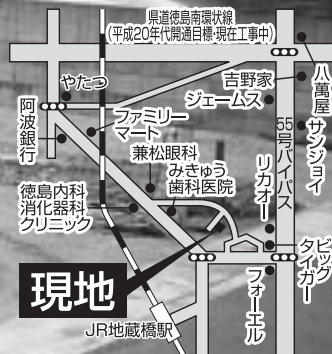 県道徳島南環状線
(平成20年代開通目標・現在工事中)
八萬屋
サンジョイ
吉野家
ジェームス
やたつ
阿波銀行
ファミリー
マート
55号バイパス
兼松眼科
みきゅう
歯科医院
リカオー
徳島内科
消化器科
クリニック
ビック
タイガー
フォーエル
現地
JR地蔵橋駅